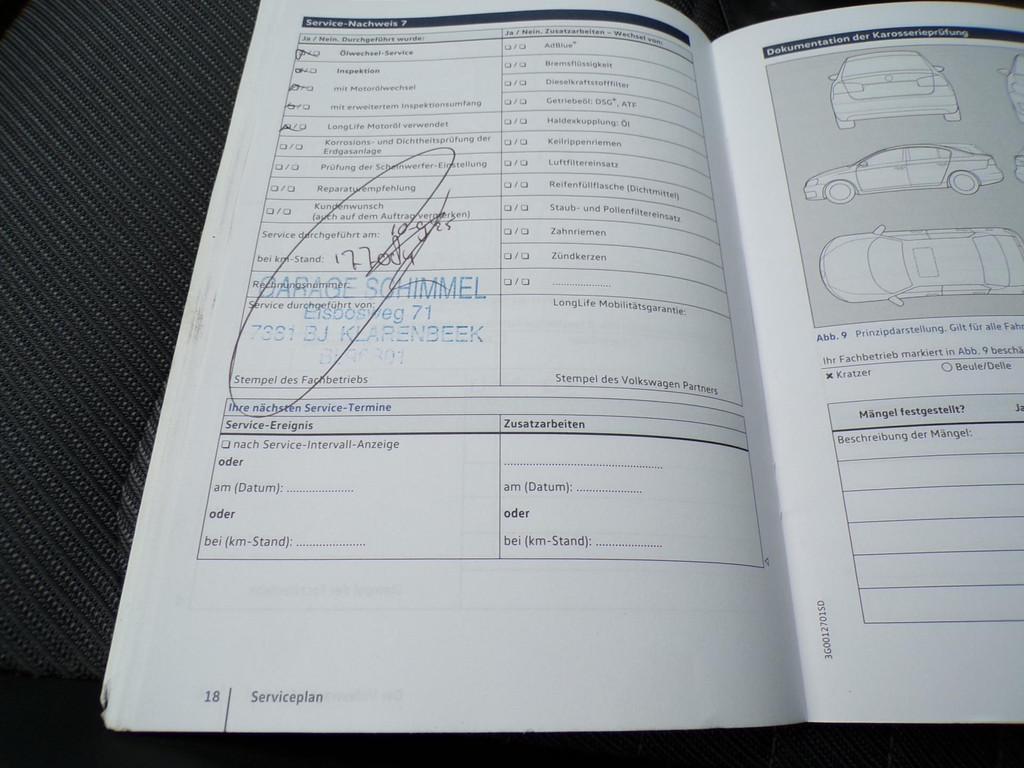 Service-Nachweis 7
Ja / Nein. Durchgeführt wurde:
Ölwechsel-Service
Inspektion
mit Motorölwechsel
mit erweitertem Inspektionsumfang
LongLife Motoröl verwendet
Korrosions- und Dichtheitsprüfung der
Erdgasanlage
Prüfung der Scheinwerfer-Einstellung
Reparaturempfehlung
Kundenwunsch
(auch auf dem Auftrag vermerken)
Service durchgeführt am:
bei km-Stand:
Rechnungsnummer:
GARAGE SCHIMMEL
Service durchgeführt von:
Elsbosweg 71
7381 BJ KLARENBEEK
Stempel des Fachbetriebs
Ja / Nein. Zusatzarbeiten – Wechsel von:
AdBlue®
Bremsflüssigkeit
Dieselkraftstofffilter
Getriebeöl: DSG®, ATF
Haldexkupplung: Öl
Keilrippenriemen
Luftfiltereinsatz
Reifenfüllflasche (Dichtmittel)
Staub- und Pollenfiltereinsatz
Zahnriemen
Zündkerzen
.....................
LongLife Mobilitätsgarantie:
Stempel des Volkswagen Partners
Ihre nächsten Service-Termine
Service-Ereignis
Zusatzarbeiten
nach Service-Intervall-Anzeige
oder
am (Datum): .....................
oder
bei (km-Stand): .....................
am (Datum): .....................
oder
bei (km-Stand): .....................
18 Serviceplan
Dokumentation der Karosserieprüfung
Abb. 9 Prinzipdarstellung. Gilt für alle
Ihr Fachbetrieb markiert in Abb. 9
Kratzer
Beule/Delle
Mängel festgestellt?
Beschreibung der Mängel:
3G0012701SD